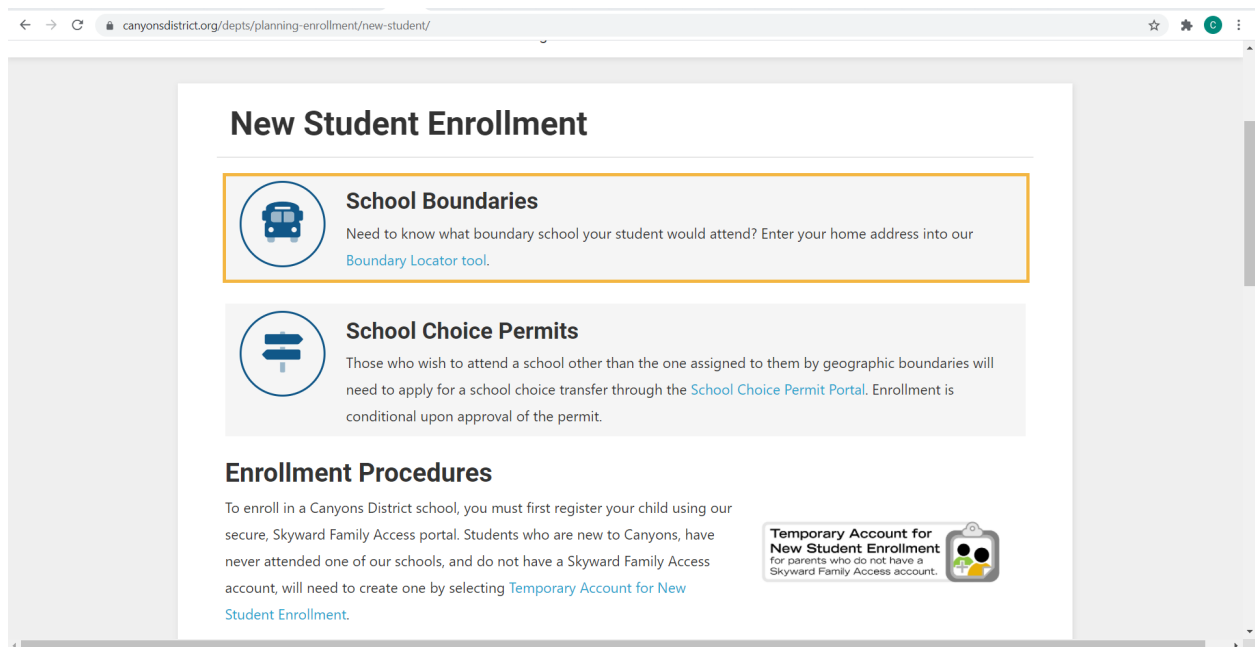 canyonsdistrict.org/depts/planning-enrollment/new-student/
C
New Student Enrollment
School Boundaries
Need to know what boundary school your student would attend? Enter your home address into our
Boundary Locator tool.
School Choice Permits
Those who wish to attend a school other than the one assigned to them by geographic boundaries will
need to apply for a school choice transfer through the School Choice Permit Portal. Enrollment is
conditional upon approval of the permit.
Enrollment Procedures
To enroll in a Canyons District school, you must first register your child using our
secure, Skyward Family Access portal. Students who are new to Canyons, have
never attended one of our schools, and do not have a Skyward Family Access
account, will need to create one by selecting Temporary Account for New
Student Enrollment.
Temporary Account for
New Student Enrollment
for parents who do not have a
Skyward Family Access account.